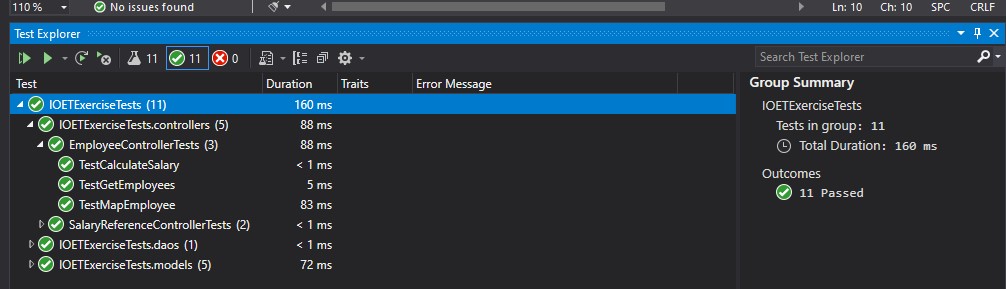 110 % No issues found Ln: 10 Ch: 10 SPC CRLF
Test Explorer
11 11 0 Search Test Explorer
Test Duration Traits Error Message Group Summary
IOETExerciseTests (11) 160 ms IOETExerciseTests
IOETExerciseTests.controllers (5) 88 ms Tests in group: 11
EmployeeControllerTests (3) 88 ms Total Duration: 160 ms
TestCalculateSalary < 1 ms Outcomes
TestGetEmployees 5 ms 11 Passed
TestMapEmployee 83 ms
SalaryReferenceControllerTests (2) < 1 ms
IOETExerciseTests.daos (1) < 1 ms
IOETExerciseTests.models (5) 72 ms